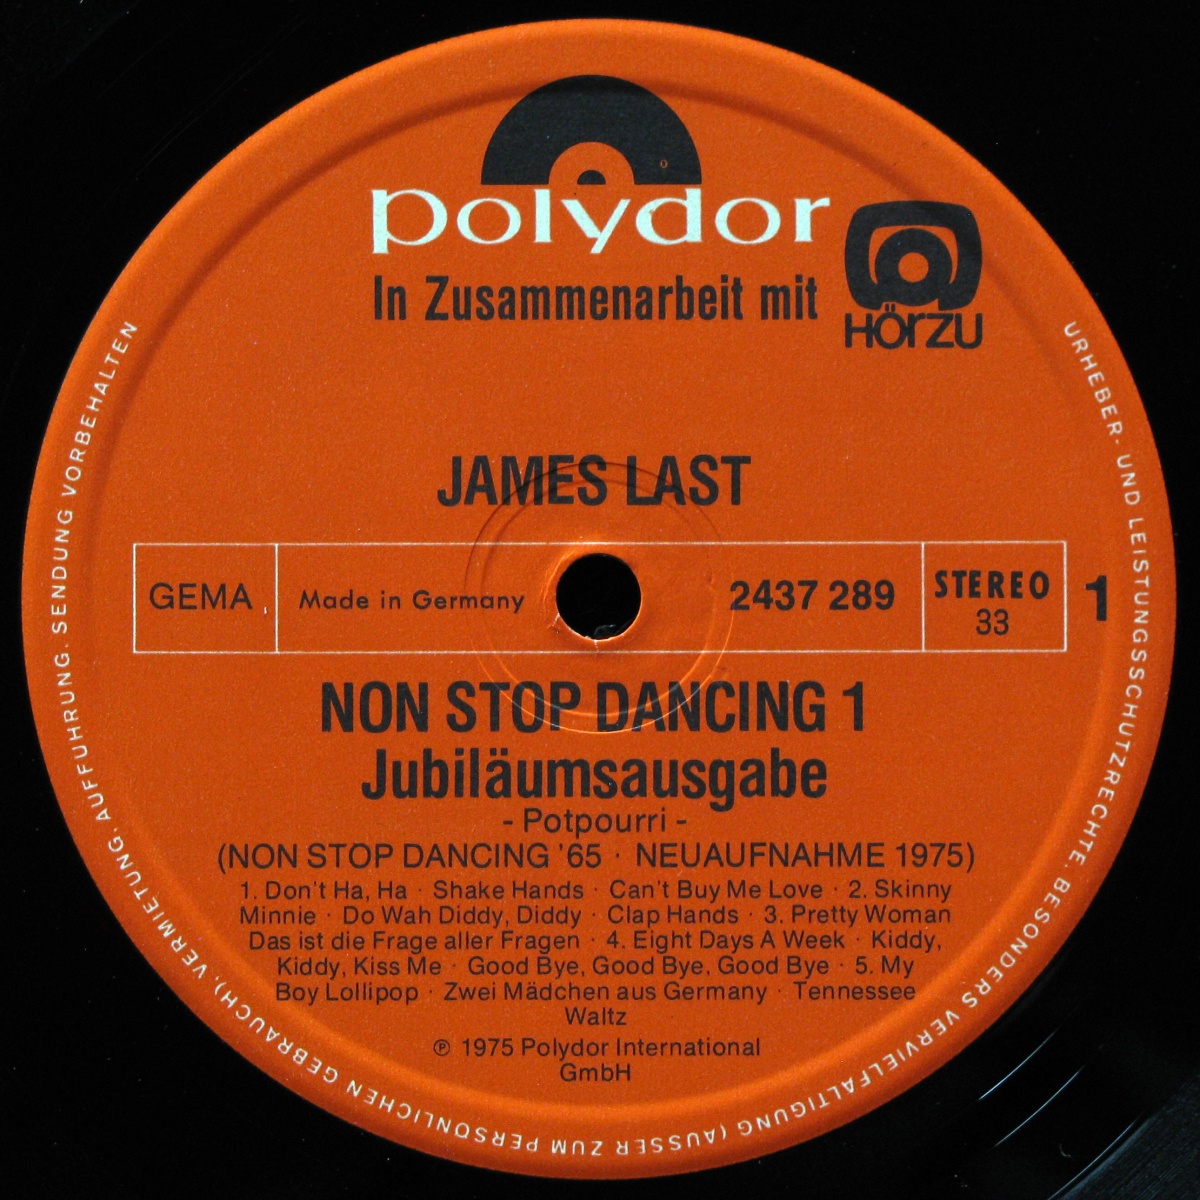 polydor
In Zusammenarbeit mit
HÖRZU
JAMES LAST
GEMA
Made in Germany
2437 289
STEREO
33
1
NON STOP DANCING 1
Jubiläumsausgabe
- Potpourri -
(NON STOP DANCING '65 · NEUAUFNAHME 1975)
1. Don't Ha, Ha · Shake Hands · Can't Buy Me Love · 2. Skinny
Minnie · Do Wah Diddy, Diddy · Clap Hands · 3. Pretty Woman
Das ist die Frage aller Fragen · 4. Eight Days A Week · Kiddy,
Kiddy, Kiss Me · Good Bye, Good Bye, Good Bye · 5. My
Boy Lollipop · Zwei Mädchen aus Germany · Tennessee
Waltz
℗ 1975 Polydor International
GmbH
URHEBER- UND LEISTUNGSSCHUTZRECHTE, BESONDERS VERVIELFÄLTIGUNG (AUSSER ZUM PERSÖNLICHEN GEBRAUCH), VERMIETUNG, AUFFÜHRUNG, SENDUNG VORBEHALTEN